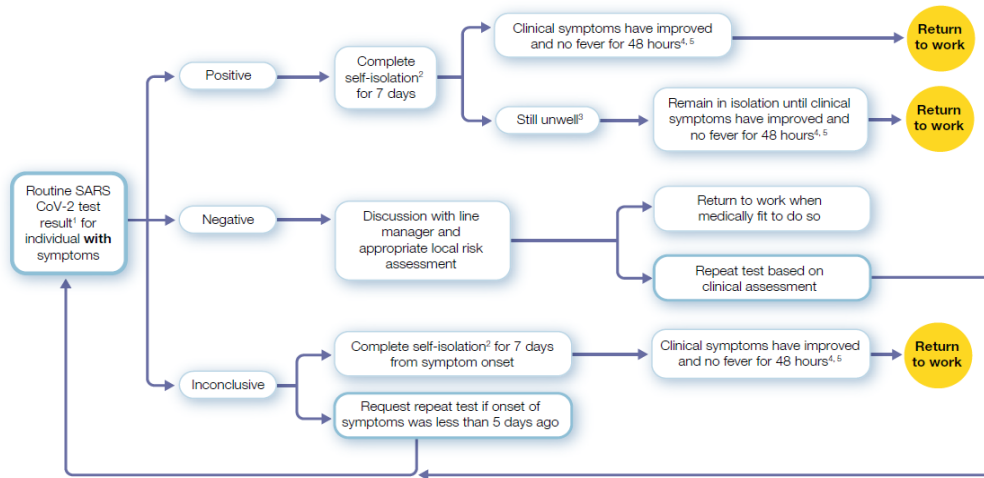 Clinical symptoms have improved
and no fever for 48 hours⁴,⁵
Return
to work
Positive
Complete
self-isolation²
for 7 days
Still unwell³
Remain in isolation until clinical
symptoms have improved and
no fever for 48 hours⁴,⁵
Return
to work
Routine SARS
CoV-2 test
result¹ for
individual with
symptoms
Negative
Discussion with line
manager and
appropriate local risk
assessment
Return to work when
medically fit to do so
Repeat test based on
clinical assessment
Inconclusive
Complete self-isolation² for 7 days
from symptom onset
Clinical symptoms have improved
and no fever for 48 hours⁴,⁵
Return
to work
Request repeat test if onset of
symptoms was less than 5 days ago